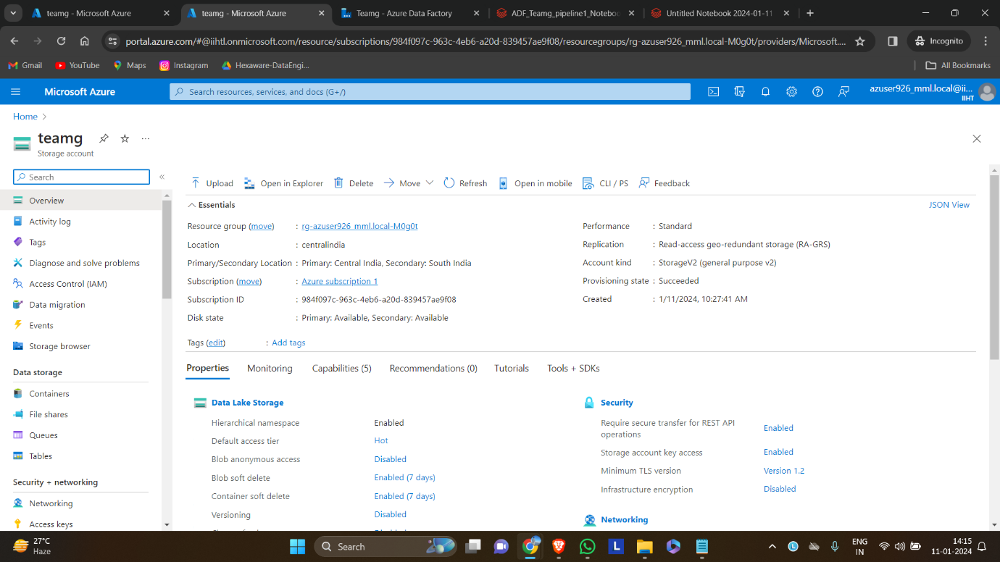 teamg - Microsoft Azure
teamg - Microsoft Azure
Teamg - Azure Data Factory
ADF_Teamg_pipeline1_Notebo
Untitled Notebook 2024-01-11
portal.azure.com/#@iihtl.onmicrosoft.com/resource/subscriptions/984f097c-963c-4eb6-a20d-839457ae9f08/resourcegroups/rg-azuser926_mml.local-M0g0t/providers/Microsoft....
Incognito
Gmail
YouTube
Maps
Instagram
Hexaware-DataEngi...
All Bookmarks
Microsoft Azure
Search resources, services, and docs (G+/)
azuser926_mml.local@ii...
IIHT
Home
teamg
Storage account
Search
Overview
Activity log
Tags
Diagnose and solve problems
Access Control (IAM)
Data migration
Events
Storage browser
Data storage
Containers
File shares
Queues
Tables
Security + networking
Networking
Access keys
Upload
Open in Explorer
Delete
Move
Refresh
Open in mobile
CLI / PS
Feedback
Essentials
JSON View
Resource group (move) : rg-azuser926_mml.local-M0g0t
Location : centralindia
Primary/Secondary Location : Primary: Central India, Secondary: South India
Subscription (move) : Azure subscription 1
Subscription ID : 984f097c-963c-4eb6-a20d-839457ae9f08
Disk state : Primary: Available, Secondary: Available
Performance : Standard
Replication : Read-access geo-redundant storage (RA-GRS)
Account kind : StorageV2 (general purpose v2)
Provisioning state : Succeeded
Created : 1/11/2024, 10:27:41 AM
Tags (edit) : Add tags
Properties
Monitoring
Capabilities (5)
Recommendations (0)
Tutorials
Tools + SDKs
Data Lake Storage
Hierarchical namespace Enabled
Default access tier Hot
Blob anonymous access Disabled
Blob soft delete Enabled (7 days)
Container soft delete Enabled (7 days)
Versioning Disabled
Security
Require secure transfer for REST API
operations
Enabled
Storage account key access Enabled
Minimum TLS version Version 1.2
Infrastructure encryption Disabled
Networking
27°C
Haze
Search
L
ENG
IN
14:15
11-01-2024